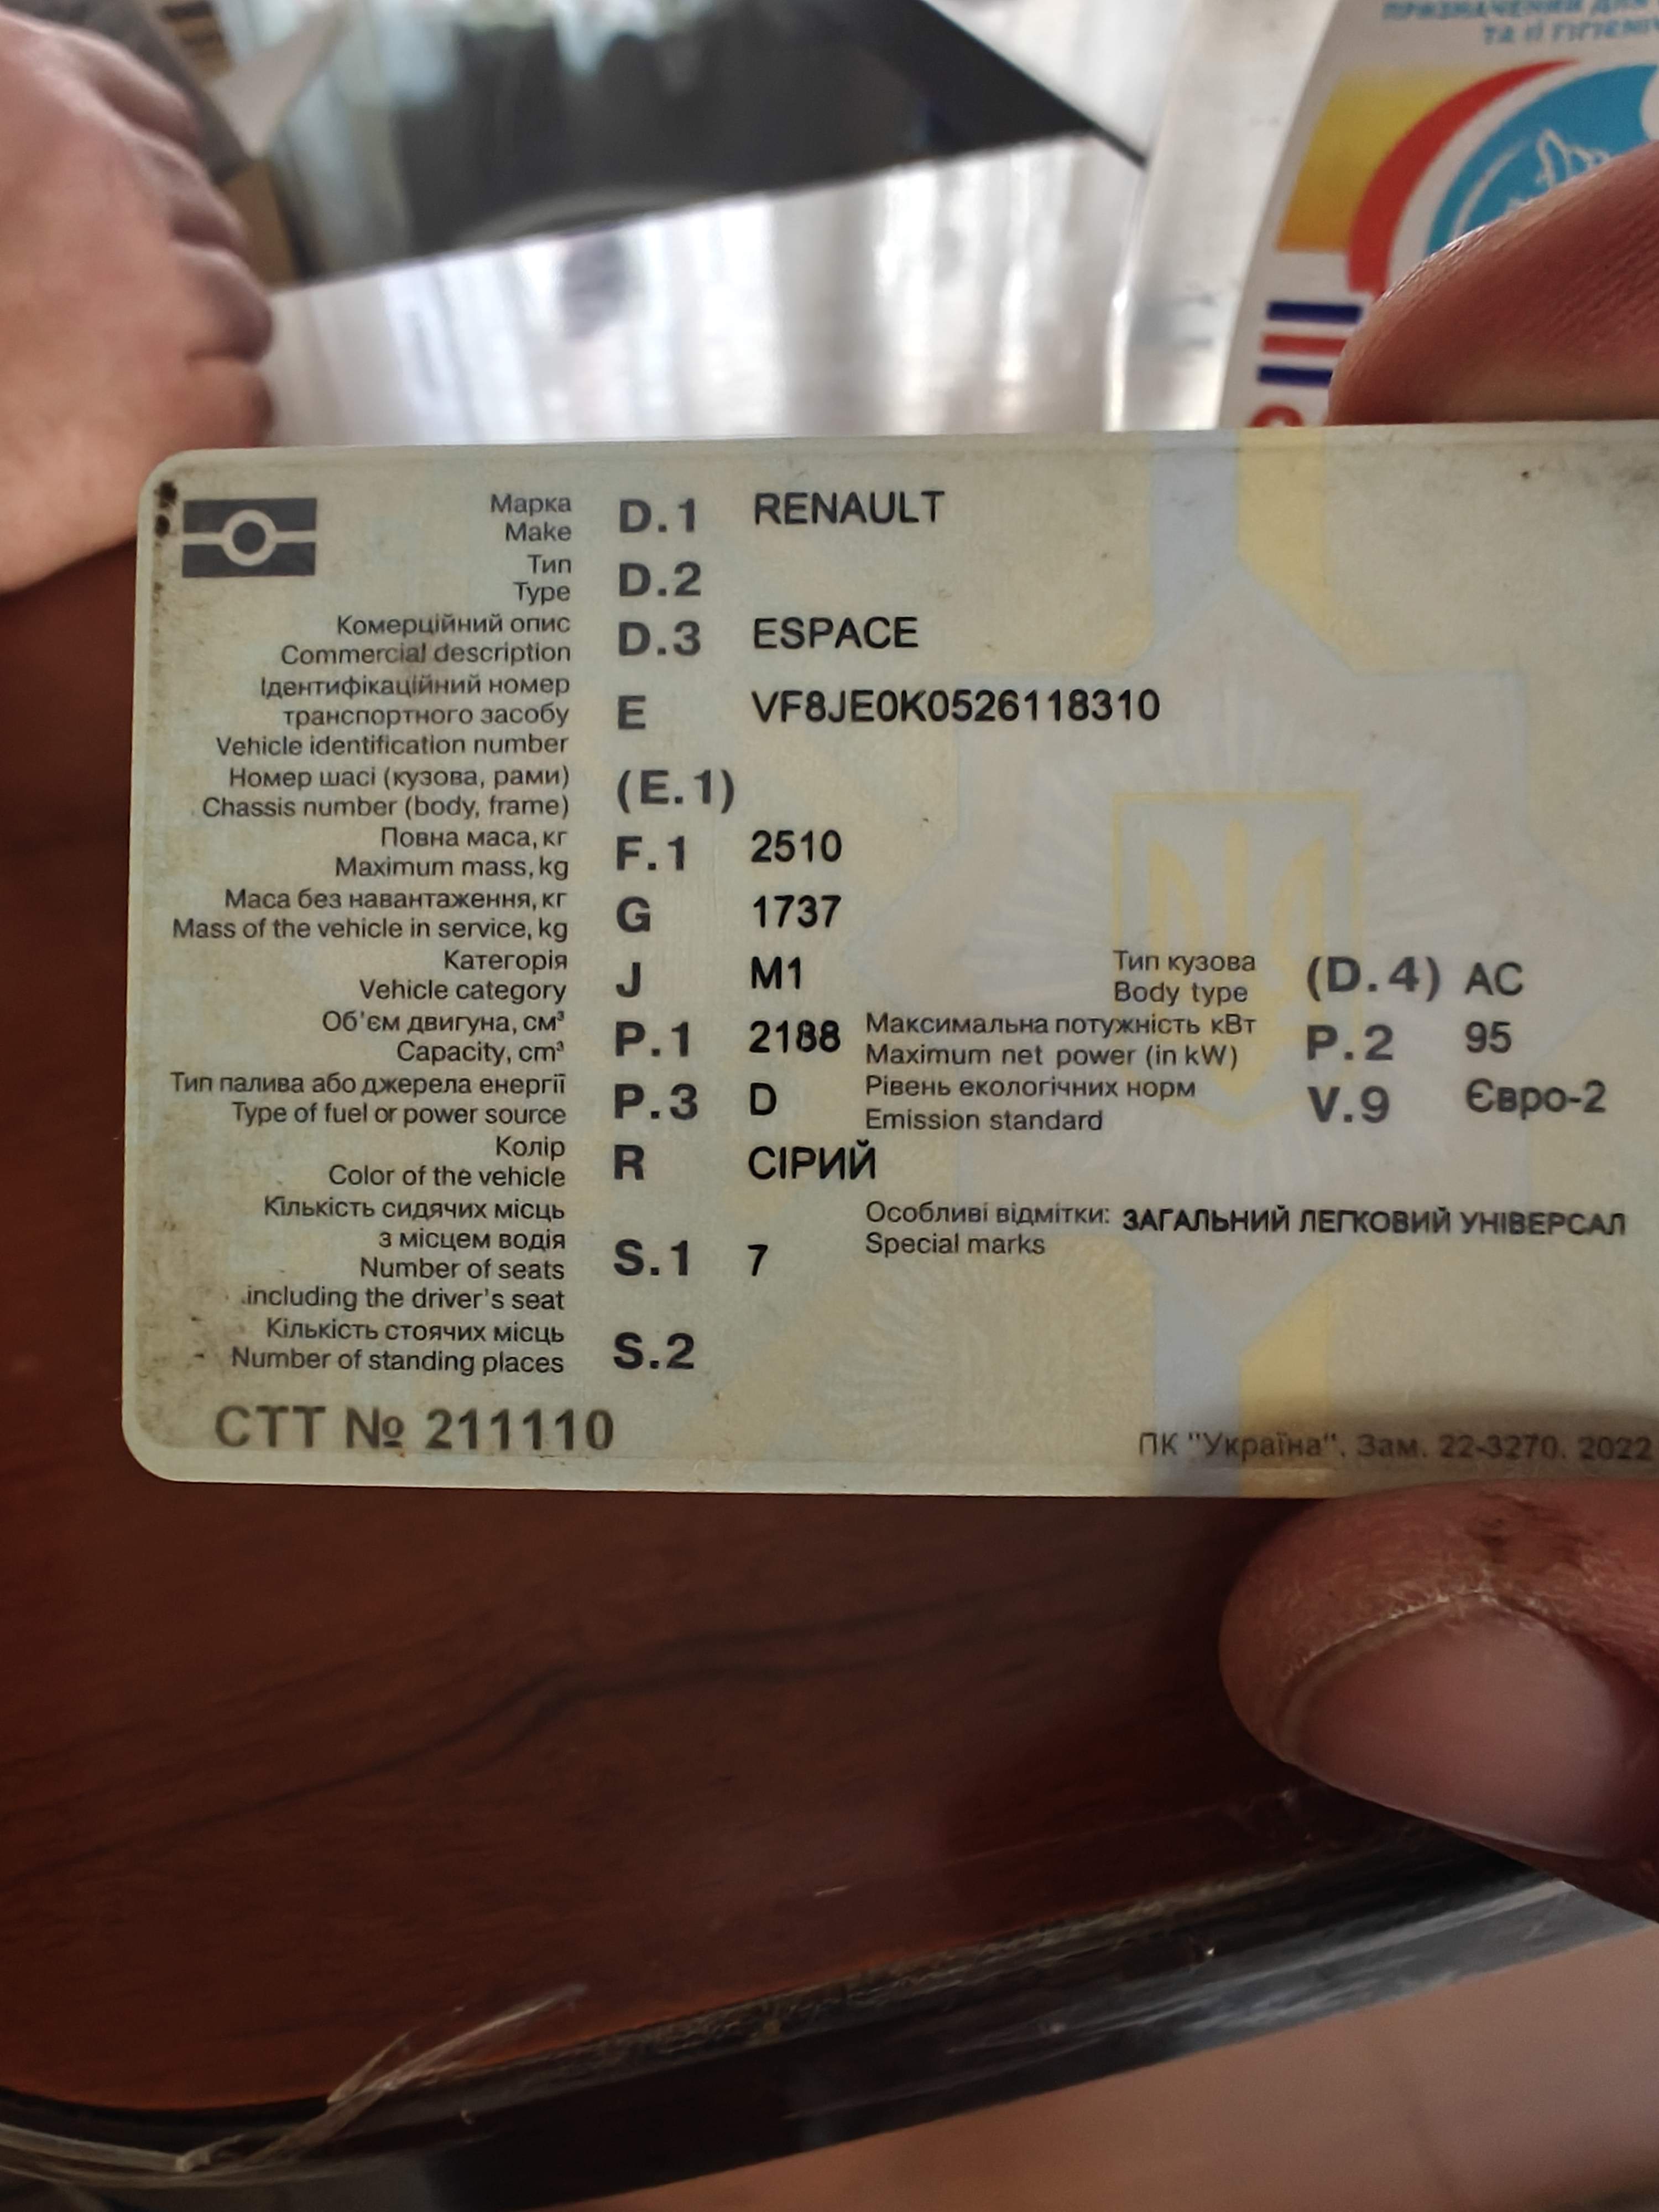 ПРИЗНАЧЕНИЙ ДЛЯ
ТА ЇЇ ГІГІЄНІЧ
Марка
Make
D.1 RENAULT
Тип
Type
D.2
Комерційний опис
Commercial description
D.3 ESPACE
Ідентифікаційний номер
транспортного засобу
Vehicle identification number
E VF8JE0K0526118310
Номер шасі (кузова, рами)
Chassis number (body, frame)
(E.1)
Повна маса, кг
Maximum mass, kg
F.1 2510
Маса без навантаження, кг
Mass of the vehicle in service, kg
G 1737
Категорія
Vehicle category
J M1
Тип кузова
Body type
(D.4) AC
Об'єм двигуна, см³
Capacity, cm³
P.1 2188
Максимальна потужність кВт
Maximum net power (in kW)
P.2 95
Тип палива або джерела енергії
Type of fuel or power source
P.3 D
Рівень екологічних норм
Emission standard
V.9 Євро-2
Колір
Color of the vehicle
R СІРИЙ
Кількість сидячих місць
з місцем водія
Number of seats
including the driver's seat
S.1 7
Особливі відмітки: ЗАГАЛЬНИЙ ЛЕГКОВИЙ УНІВЕРСАЛ
Special marks
Кількість стоячих місць
Number of standing places
S.2
СТТ № 211110
ПК "Україна". Зам. 22-3270. 2022